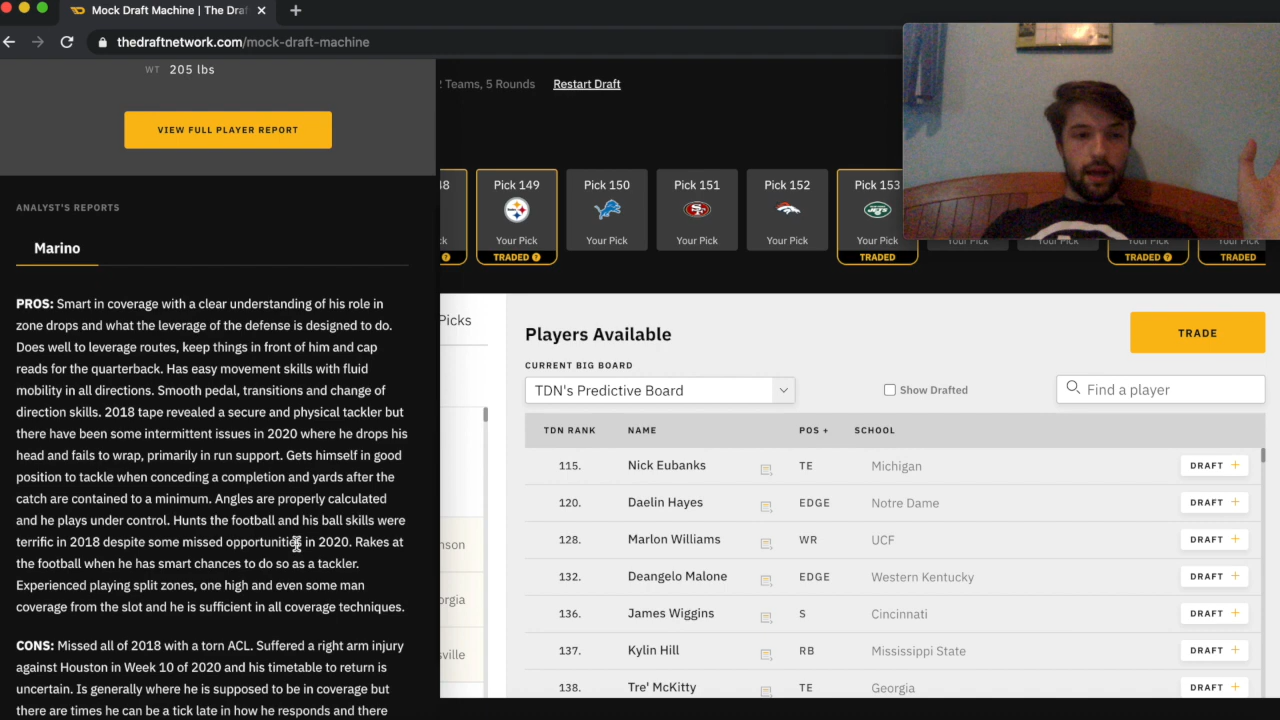 Mock Draft Machine | The Dra
thedraftnetwork.com/mock-draft-machine
WT 205 lbs
VIEW FULL PLAYER REPORT
ANALYST'S REPORTS
Marino
PROS: Smart in coverage with a clear understanding of his role in
zone drops and what the leverage of the defense is designed to do.
Does well to leverage routes, keep things in front of him and cap
reads for the quarterback. Has easy movement skills with fluid
mobility in all directions. Smooth pedal, transitions and change of
direction skills. 2018 tape revealed a secure and physical tackler but
there have been some intermittent issues in 2020 where he drops his
head and fails to wrap, primarily in run support. Gets himself in good
position to tackle when conceding a completion and yards after the
catch are contained to a minimum. Angles are properly calculated
and he plays under control. Hunts the football and his ball skills were
terrific in 2018 despite some missed opportunities in 2020. Rakes at
the football when he has smart chances to do so as a tackler.
Experienced playing split zones, one high and even some man
coverage from the slot and he is sufficient in all coverage techniques.
CONS: Missed all of 2018 with a torn ACL. Suffered a right arm injury
against Houston in Week 10 of 2020 and his timetable to return is
uncertain. Is generally where he is supposed to be in coverage but
there are times he can be a tick late in how he responds and there
2 Teams, 5 Rounds Restart Draft
48 Pick 149 Pick 150 Pick 151 Pick 152 Pick 153
k Your Pick Your Pick Your Pick Your Pick Your Pick Your Pick Your Pick Your Pick Your Pick
TRADED TRADED TRADED TRADED
Picks
nson
orgia
sville
Players Available
TRADE
CURRENT BIG BOARD
TDN's Predictive Board Show Drafted Find a player
TDN RANK NAME POS + SCHOOL
115. Nick Eubanks TE Michigan DRAFT +
120. Daelin Hayes EDGE Notre Dame DRAFT +
128. Marlon Williams WR UCF DRAFT +
132. Deangelo Malone EDGE Western Kentucky DRAFT +
136. James Wiggins S Cincinnati DRAFT +
137. Kylin Hill RB Mississippi State DRAFT +
138. Tre' McKitty TE Georgia DRAFT +